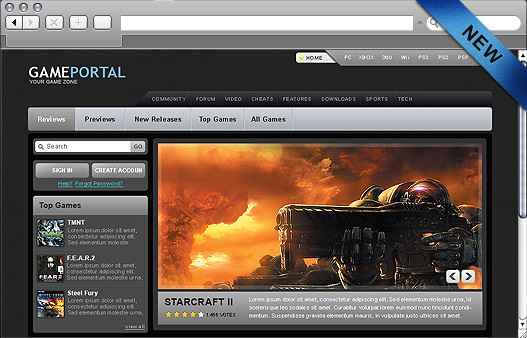 NEW
HOME
PC XBOX 360 Wii PS3 PS2 PSP
GAMEPORTAL
YOUR GAME ZONE
COMMUNITY FORUM VIDEO CHEATS FEATURES DOWNLOADS SPORTS TECH
Reviews Previews New Releases Top Games All Games
Search GO
SIGN IN CREATE ACCOUN
Help? Forgot Password?
Top Games
TMNT
Lorem ipsum dolor sit amet,
consectetur adipiscing elit.
Sed elementum molestie
F.E.A.R.2
Lorem ipsum dolor sit amet,
consectetur adipiscing elit.
Sed elementum molestie urna,
Steel Fury
Lorem ipsum dolor sit amet,
consectetur adipiscing elit.
Sed elementum molestie urna,
view all
STARCRAFT II
1,456 VOTES
Lorem ipsum dolor sit amet, consectetur adipiscing elit. Sed elementum molestie urna, id
scelerisque leo sodales sit amet. Curabitur volutpat lorem euismod nunc tincidunt condi-
mentum. Suspendisse gravida elementum mauris, in vulputate justo ultricies sit amet.